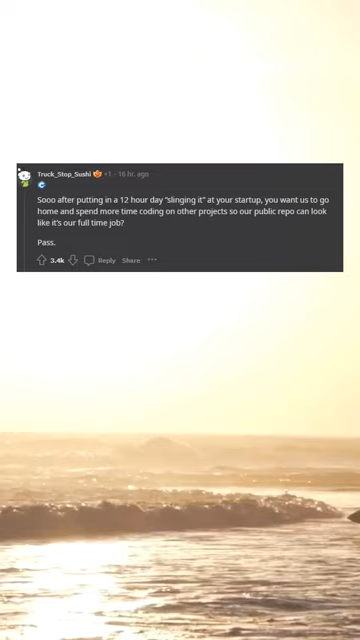 Truck_Stop_Sushi +1 · 16 hr. ago
Sooo after putting in a 12 hour day "slinging it" at your startup, you want us to go
home and spend more time coding on other projects so our public repo can look
like it's our full time job?
Pass.
3.4k Reply Share ···